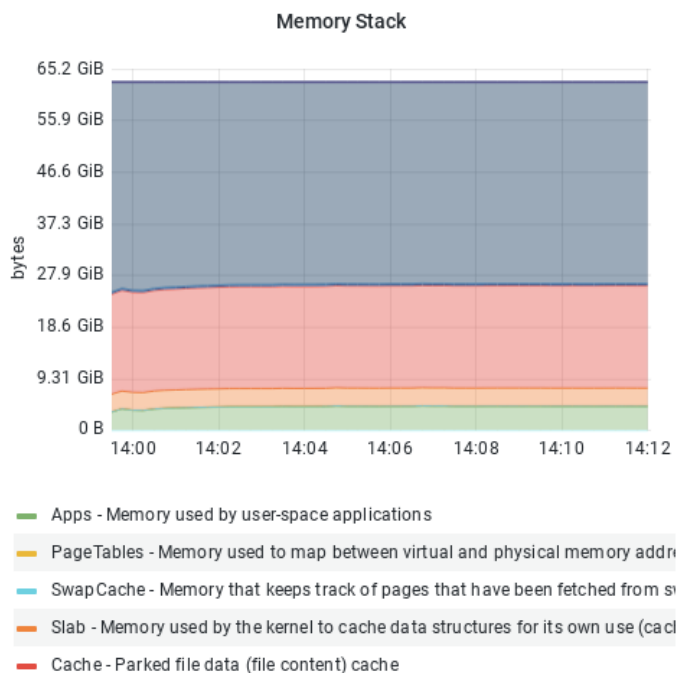 Memory Stack
65.2 GiB
55.9 GiB
46.6 GiB
37.3 GiB
27.9 GiB
18.6 GiB
9.31 GiB
0 B
bytes
14:00 14:02 14:04 14:06 14:08 14:10 14:12
Apps - Memory used by user-space applications
PageTables - Memory used to map between virtual and physical memory addre
SwapCache - Memory that keeps track of pages that have been fetched from sw
Slab - Memory used by the kernel to cache data structures for its own use (cach
Cache - Parked file data (file content) cache